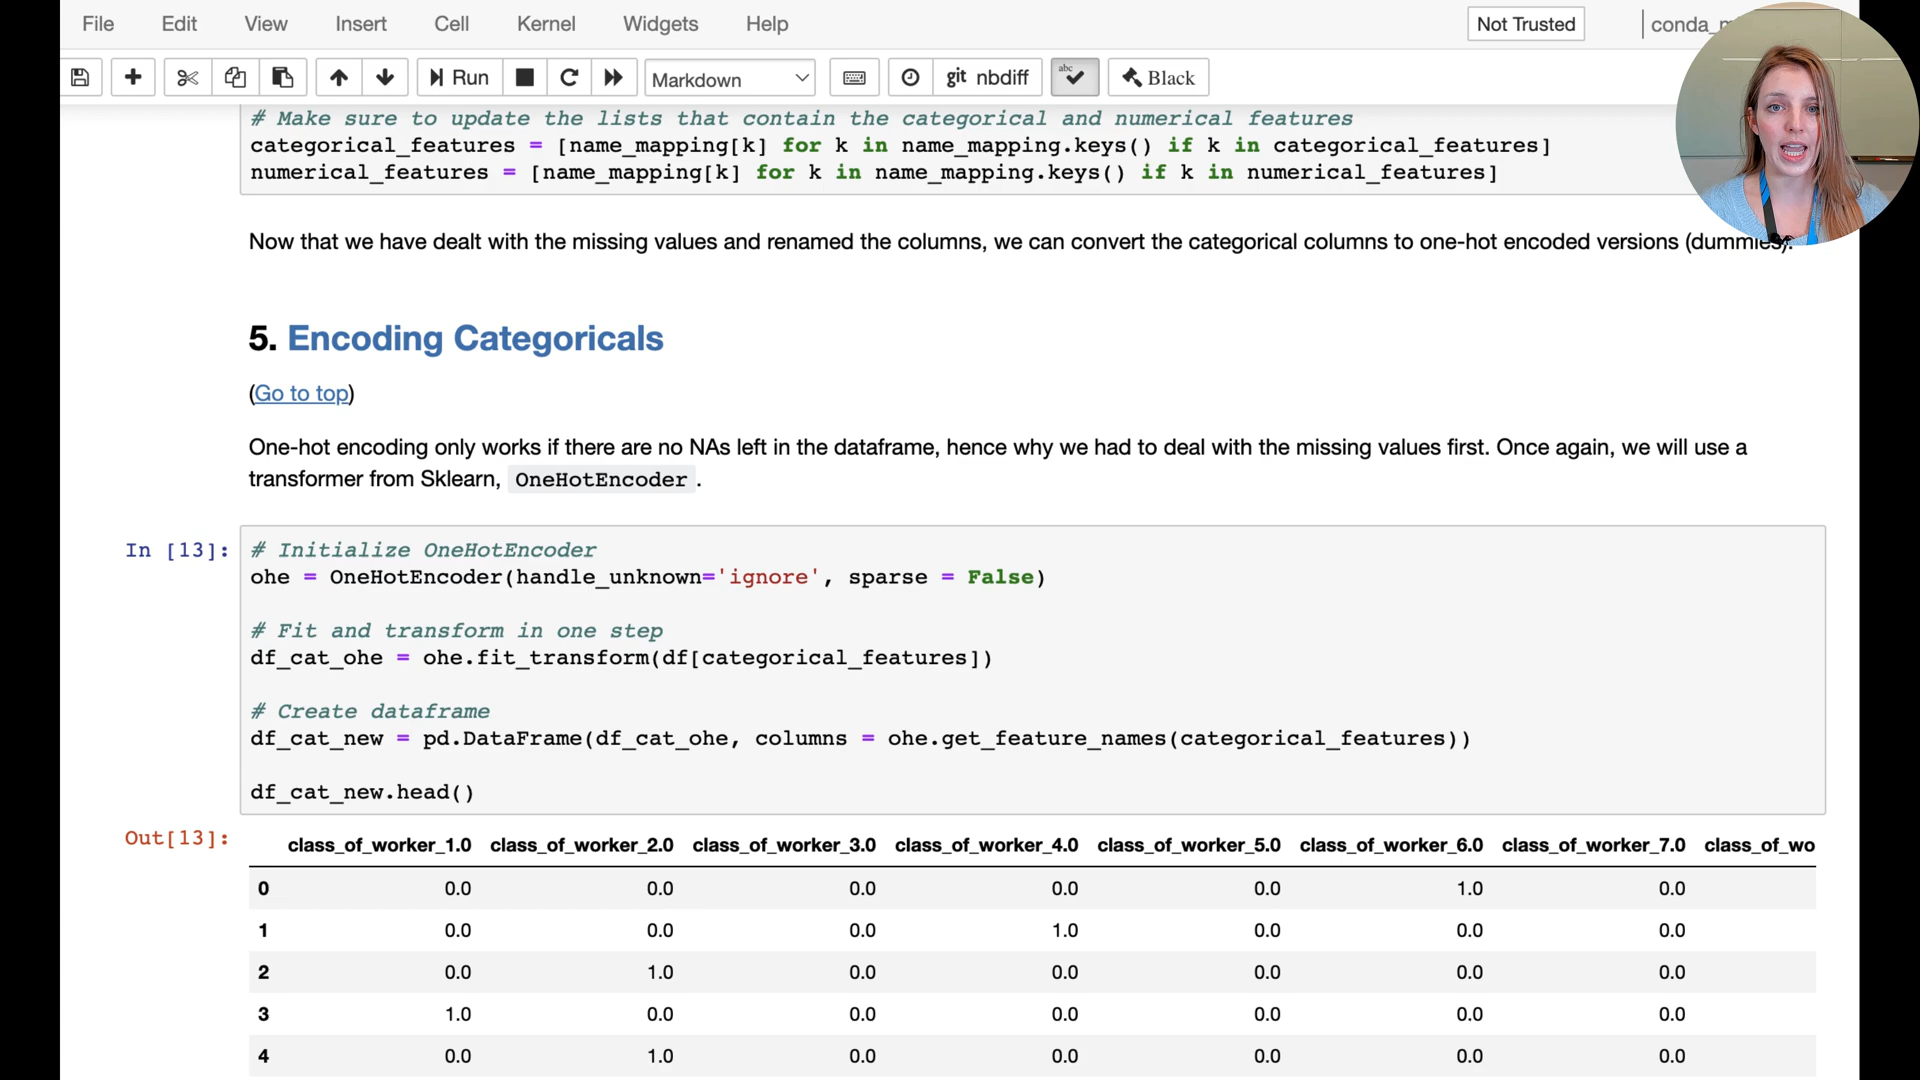 File Edit View Insert Cell Kernel Widgets Help Not Trusted conda_
Run Markdown git nbdiff abc Black
# Make sure to update the lists that contain the categorical and numerical features
categorical_features = [name_mapping[k] for k in name_mapping.keys() if k in categorical_features]
numerical_features = [name_mapping[k] for k in name_mapping.keys() if k in numerical_features]
Now that we have dealt with the missing values and renamed the columns, we can convert the categorical columns to one-hot encoded versions (dummies).
5. Encoding Categoricals
(Go to top)
One-hot encoding only works if there are no NAs left in the dataframe, hence why we had to deal with the missing values first. Once again, we will use a
transformer from Sklearn, OneHotEncoder .
In [13]: # Initialize OneHotEncoder
ohe = OneHotEncoder(handle_unknown='ignore', sparse = False)
# Fit and transform in one step
df_cat_ohe = ohe.fit_transform(df[categorical_features])
# Create dataframe
df_cat_new = pd.DataFrame(df_cat_ohe, columns = ohe.get_feature_names(categorical_features))
df_cat_new.head()
Out[13]:
class_of_worker_1.0 class_of_worker_2.0 class_of_worker_3.0 class_of_worker_4.0 class_of_worker_5.0 class_of_worker_6.0 class_of_worker_7.0 class_of_wo
0 0.0 0.0 0.0 0.0 0.0 1.0 0.0
1 0.0 0.0 0.0 1.0 0.0 0.0 0.0
2 0.0 1.0 0.0 0.0 0.0 0.0 0.0
3 1.0 0.0 0.0 0.0 0.0 0.0 0.0
4 0.0 1.0 0.0 0.0 0.0 0.0 0.0